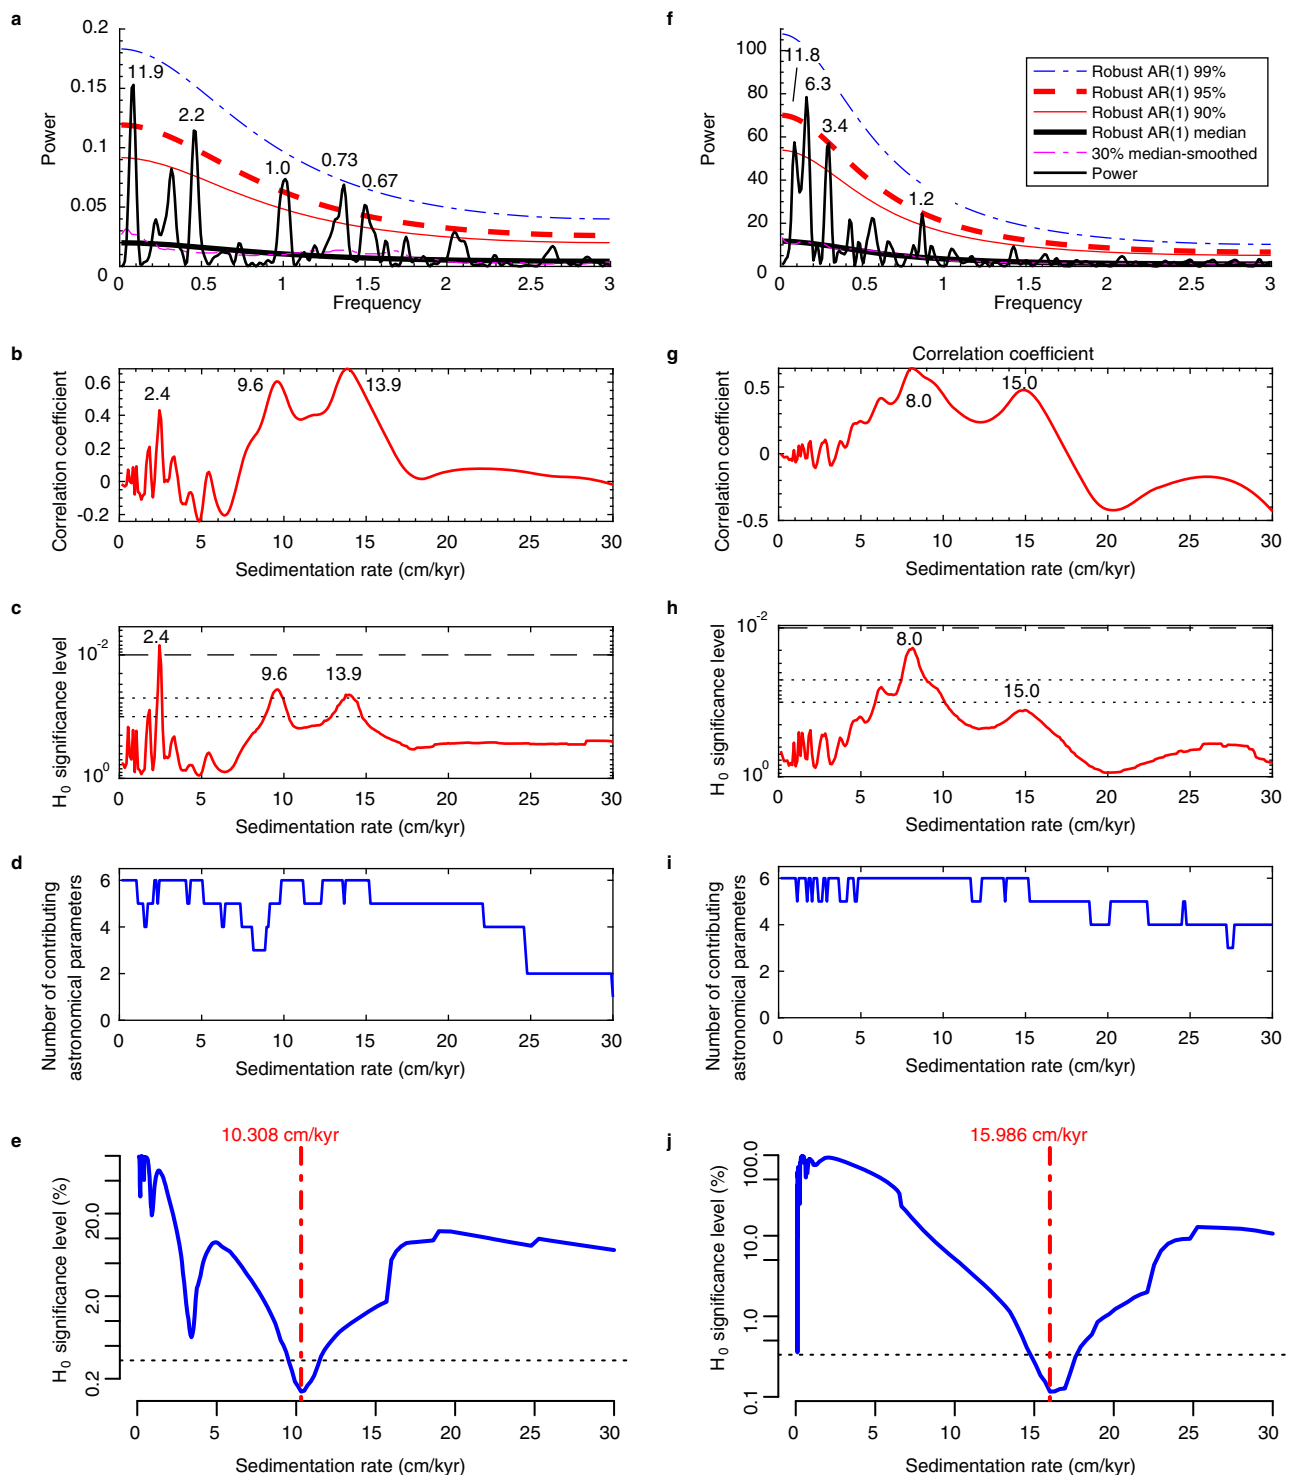 a
0.2
0.15
0.1
0.05
0
Power
11.9
2.2
1.0
0.73
0.67
0 0.5 1 1.5 2 2.5 3
Frequency
f
100
80
60
40
20
0
Power
11.8
6.3
3.4
1.2
Robust AR(1) 99%
Robust AR(1) 95%
Robust AR(1) 90%
Robust AR(1) median
30% median-smoothed
Power
0 0.5 1 1.5 2 2.5 3
Frequency
b
0.6
0.4
0.2
0
-0.2
Correlation coefficient
2.4
9.6
13.9
0 5 10 15 20 25 30
Sedimentation rate (cm/kyr)
g
Correlation coefficient
0.5
0
-0.5
Correlation coefficient
8.0
15.0
0 5 10 15 20 25 30
Sedimentation rate (cm/kyr)
c
10-2
100
H0 significance level
2.4
9.6
13.9
0 5 10 15 20 25 30
Sedimentation rate (cm/kyr)
h
10-2
100
H0 significance level
8.0
15.0
0 5 10 15 20 25 30
Sedimentation rate (cm/kyr)
d
6
4
2
0
Number of contributing
astronomical parameters
0 5 10 15 20 25 30
Sedimentation rate (cm/kyr)
i
6
4
2
0
Number of contributing
astronomical parameters
0 5 10 15 20 25 30
Sedimentation rate (cm/kyr)
e
10.308 cm/kyr
20.0
2.0
0.2
H0 significance level (%)
0 5 10 15 20 25 30
Sedimentation rate (cm/kyr)
j
15.986 cm/kyr
100.0
10.0
1.0
0.1
H0 significance level (%)
0 5 10 15 20 25 30
Sedimentation rate (cm/kyr)